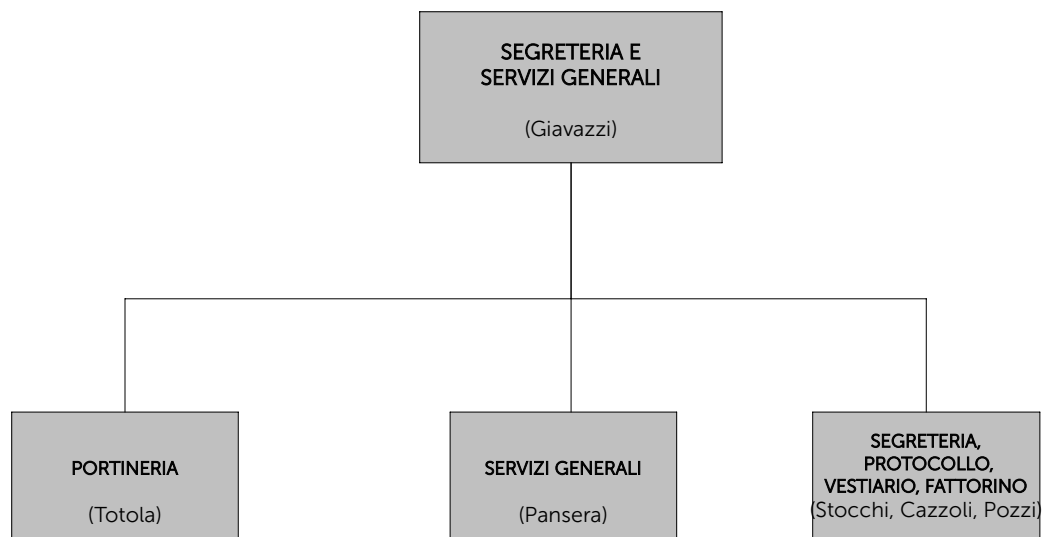 SEGRETERIA E
SERVIZI GENERALI
(Giavazzi)
PORTINERIA
(Totola)
SERVIZI GENERALI
(Pansera)
SEGRETERIA,
PROTOCOLLO,
VESTIARIO, FATTORINO
(Stocchi, Cazzoli, Pozzi)